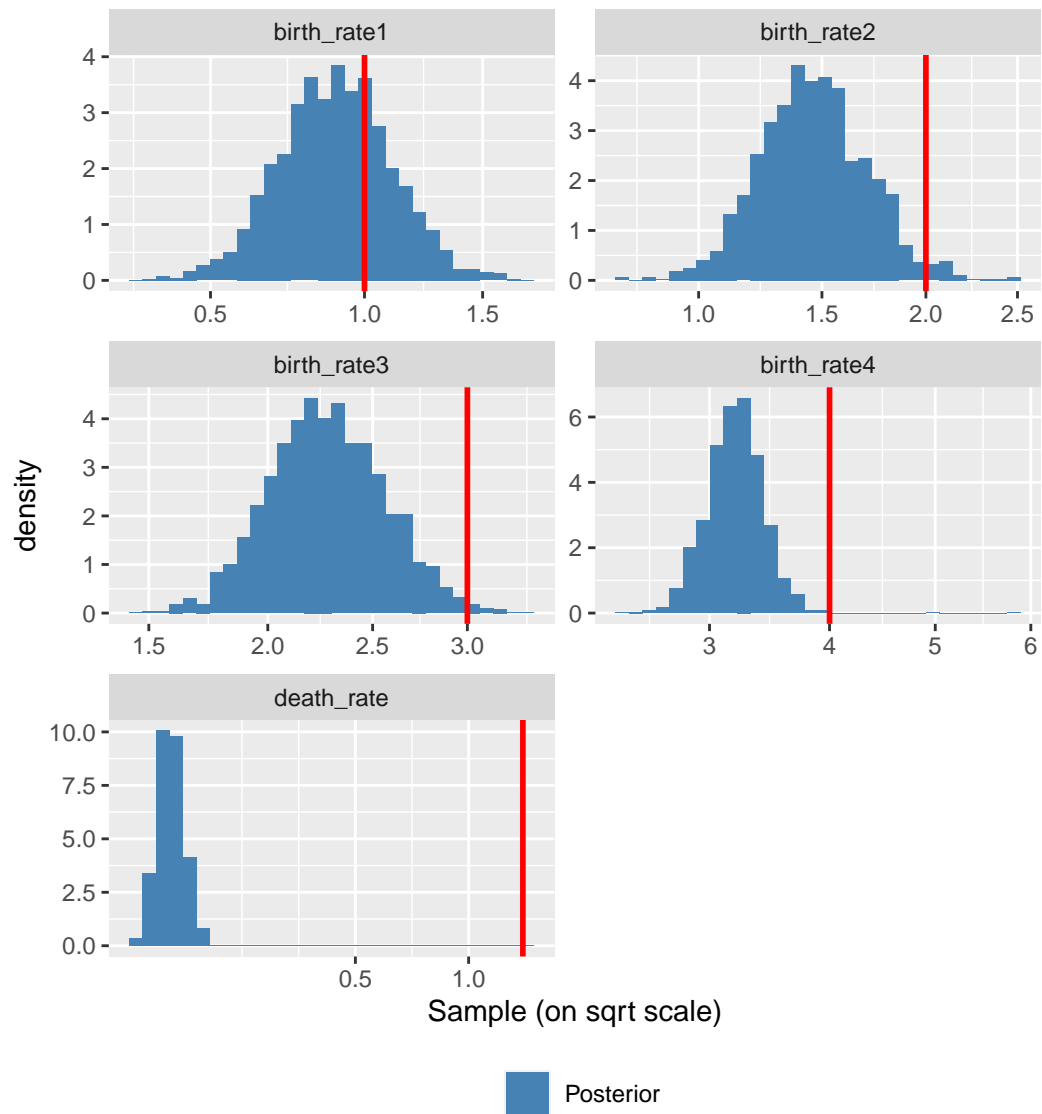 birth_rate1 birth_rate2
4
3
2
1
0
0.5 1.0 1.5
4
3
2
1
0
1.0 1.5 2.0 2.5
birth_rate3 birth_rate4
4
3
2
1
0
1.5 2.0 2.5 3.0
6
4
2
0
3 4 5 6
death_rate
10.0
7.5
5.0
2.5
0.0
0.5 1.0
density
Sample (on sqrt scale)
Posterior